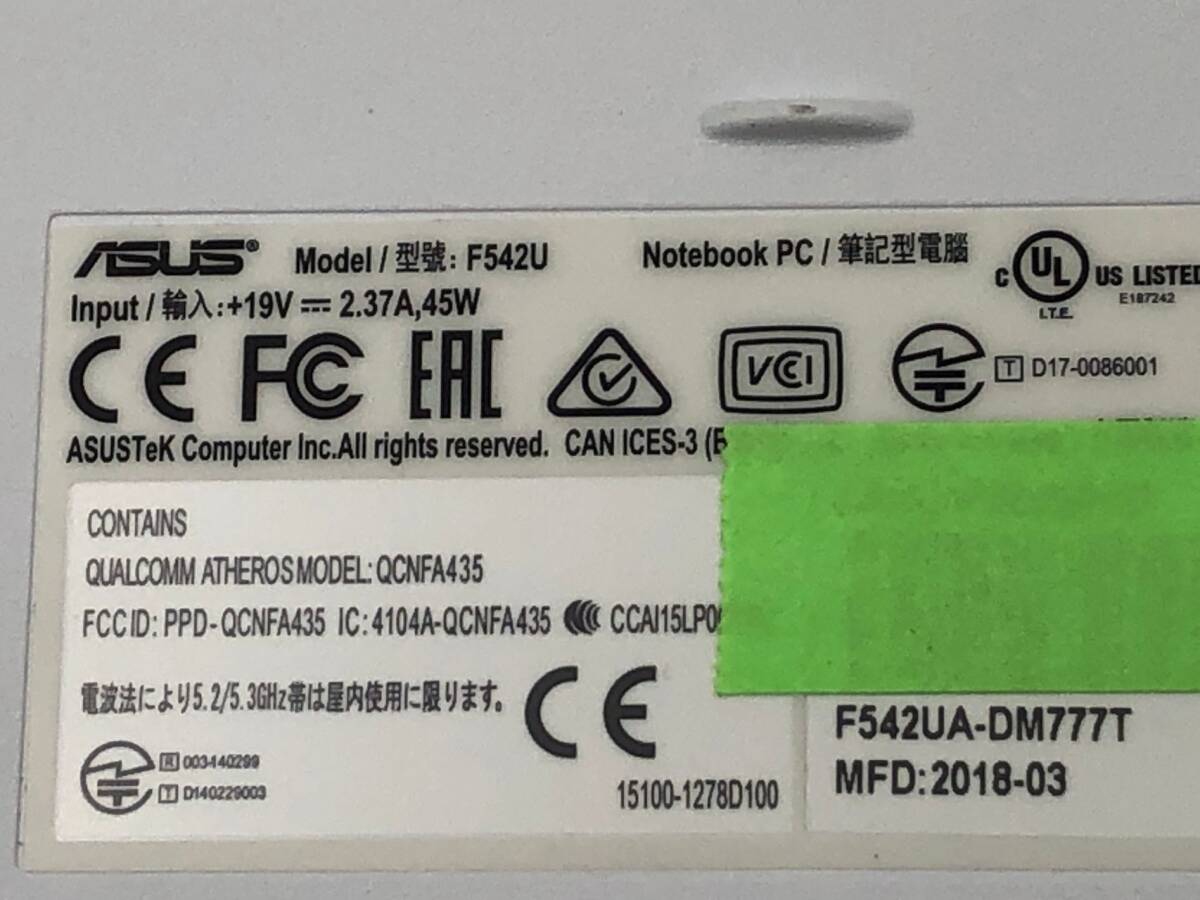 ASUS® Model / 型號: F542U Notebook PC / 筆記型電腦 C UL US LISTED
I.T.E. E187242
Input / 輸入:+19V ⎓ 2.37A,45W
CE FC EAC VCI T D17-0086001
ASUSTeK Computer Inc.All rights reserved. CAN ICES-3
CONTAINS
QUALCOMM ATHEROS MODEL: QCNFA435
FCC ID: PPD-QCNFA435 IC: 4104A-QCNFA435 CCAI15LP0
電波法により5.2/5.3GHz帯は屋内使用に限ります。 CE
R 003-140299
T D140229003
15100-1278D100
F542UA-DM777T
MFD:2018-03